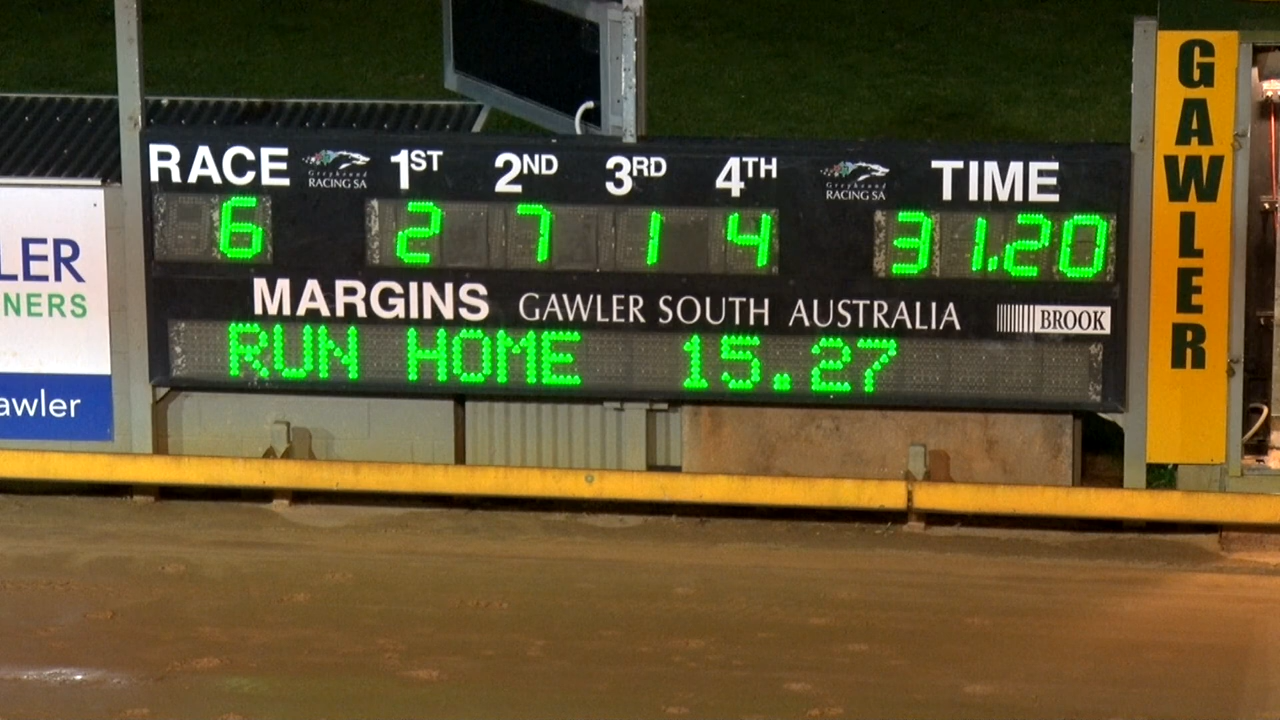 RACE Greyhound RACING SA 1ST 2ND 3RD 4TH Greyhound RACING SA TIME
6 2 7 1 4 31.20
MARGINS GAWLER SOUTH AUSTRALIA BROOK
RUN HOME 15.27
GAWLER
LER
NERS
awler